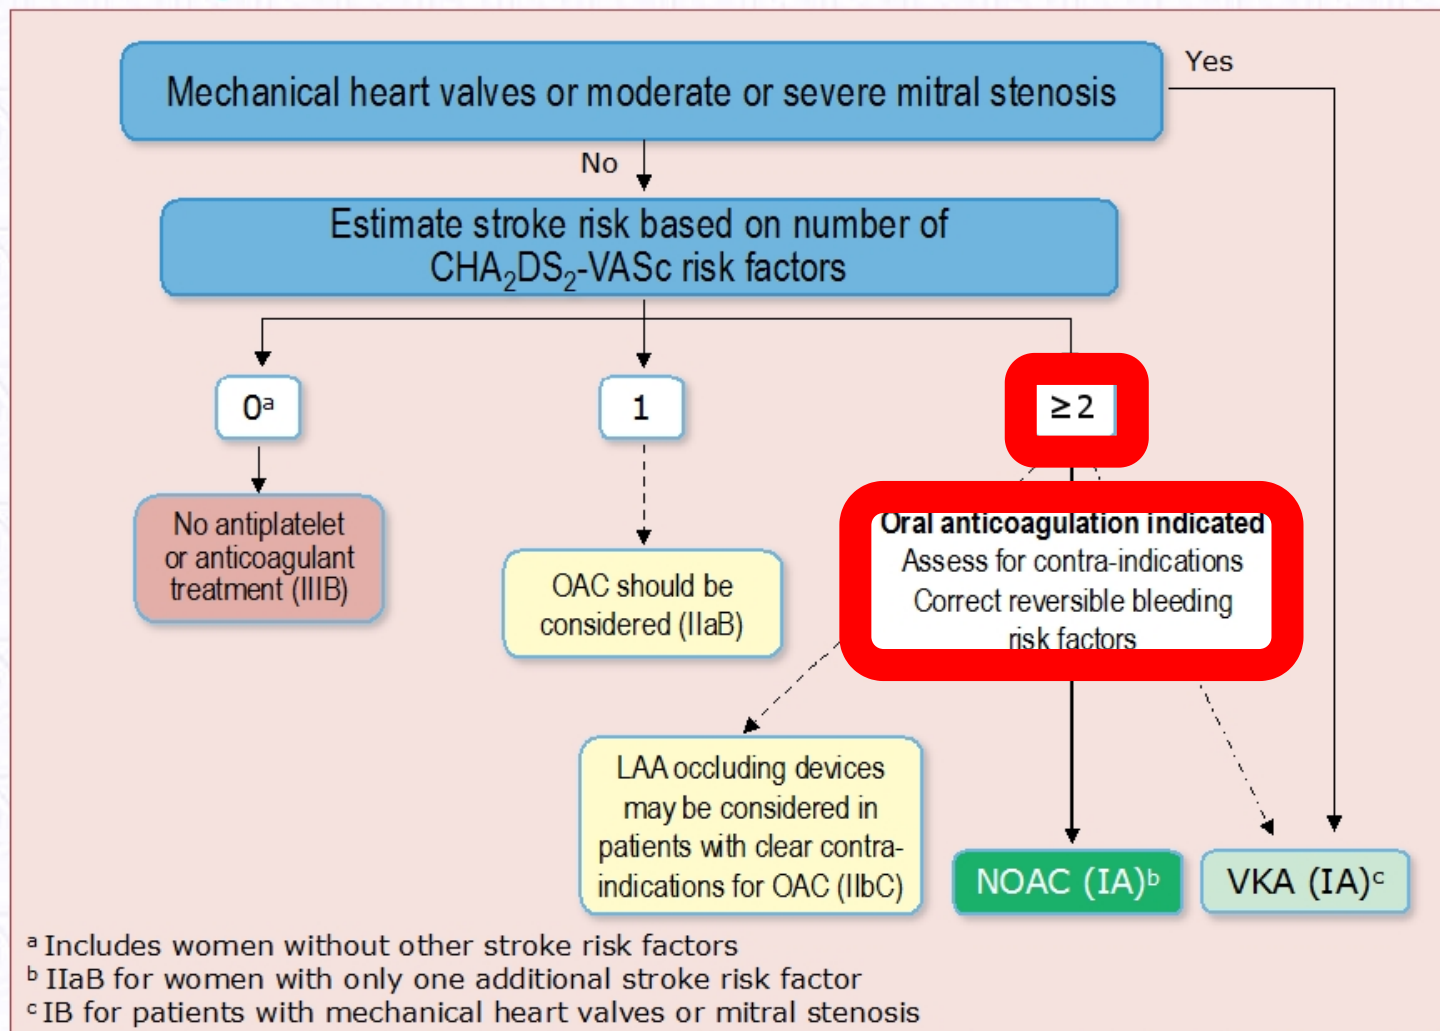 Mechanical heart valves or moderate or severe mitral stenosis
Yes
No
Estimate stroke risk based on number of
CHA₂DS₂-VASc risk factors
0ᵃ
1
≥2
No antiplatelet
or anticoagulant
treatment (IIIB)
OAC should be
considered (IIaB)
Oral anticoagulation indicated
Assess for contra-indications
Correct reversible bleeding
risk factors
LAA occluding devices
may be considered in
patients with clear contra-
indications for OAC (IIbC)
NOAC (IA)ᵇ
VKA (IA)ᶜ
ᵃ Includes women without other stroke risk factors
ᵇ IIaB for women with only one additional stroke risk factor
ᶜ IB for patients with mechanical heart valves or mitral stenosis